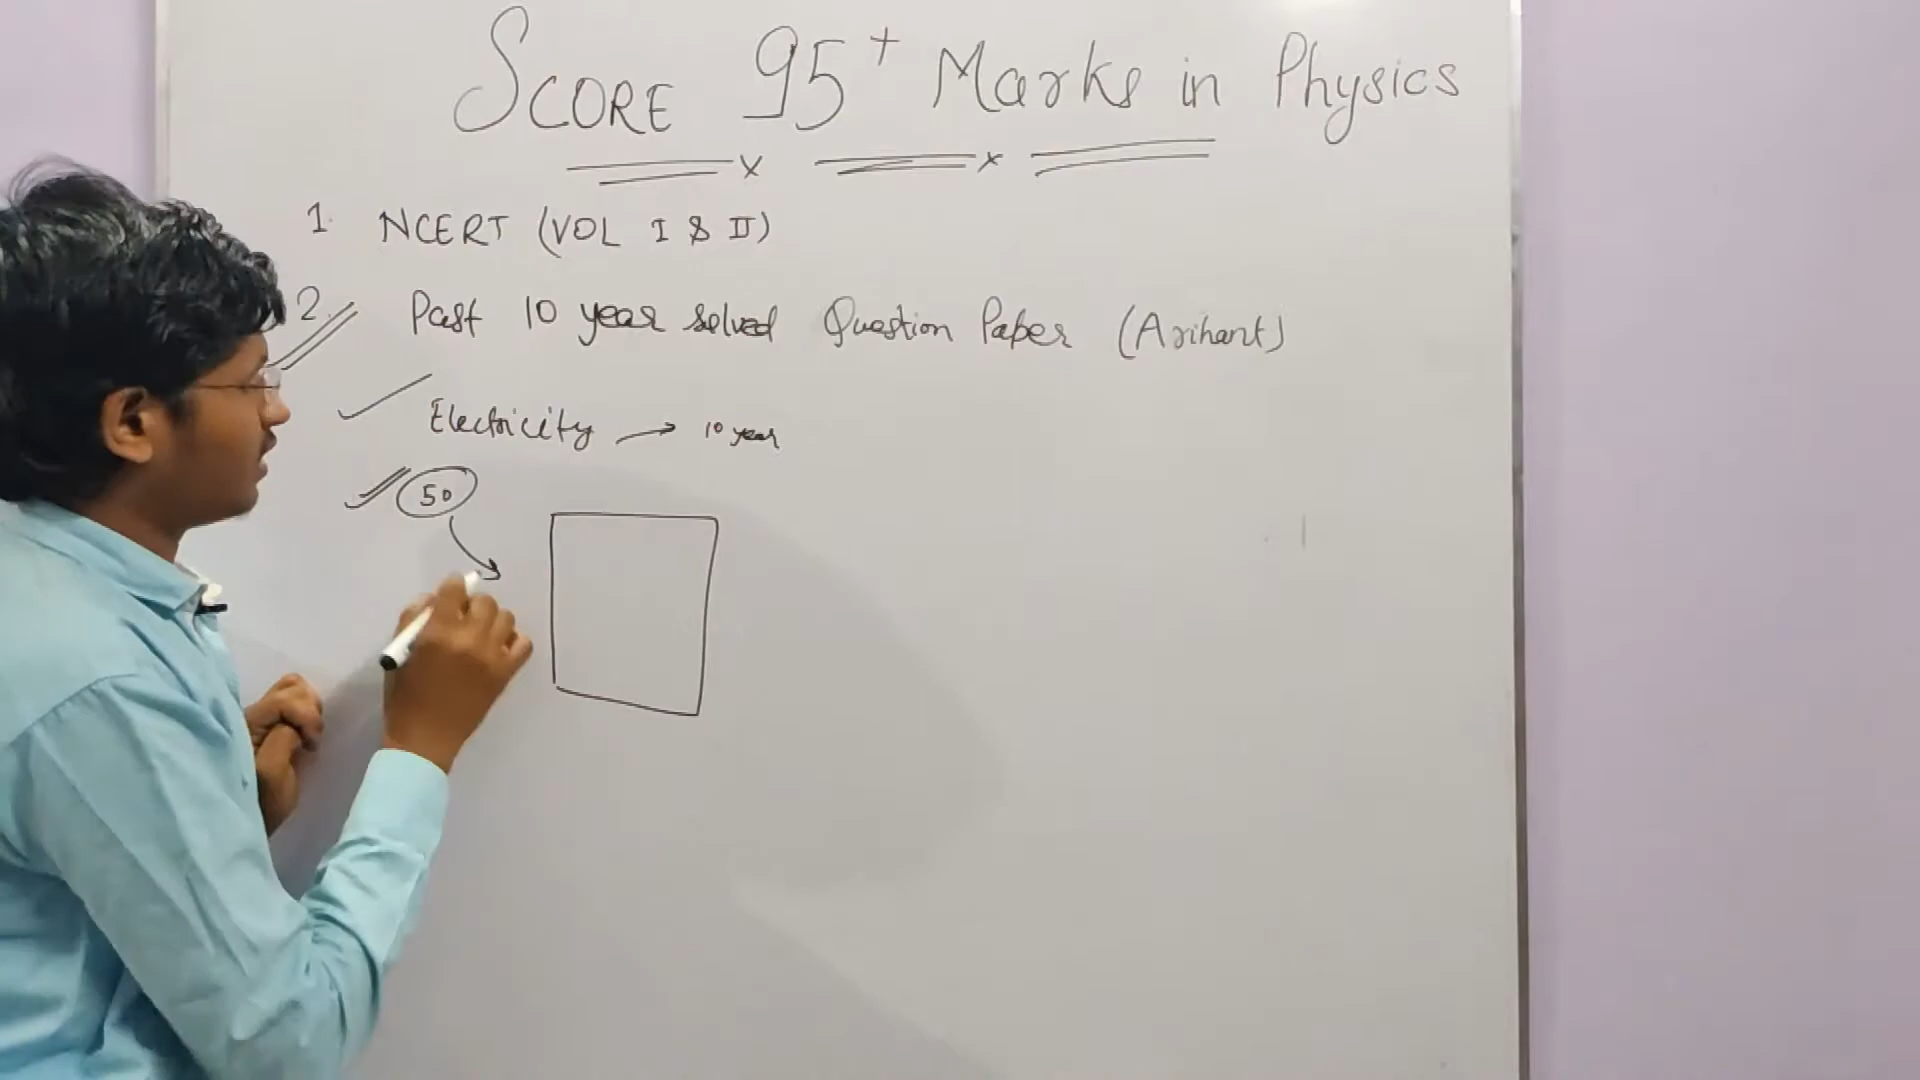 SCORE 95+ Marks in Physics
1. NCERT (VOL I & II)
2. Past 10 year solved Question Paper (Arihant)
Electricity → 10 year
50